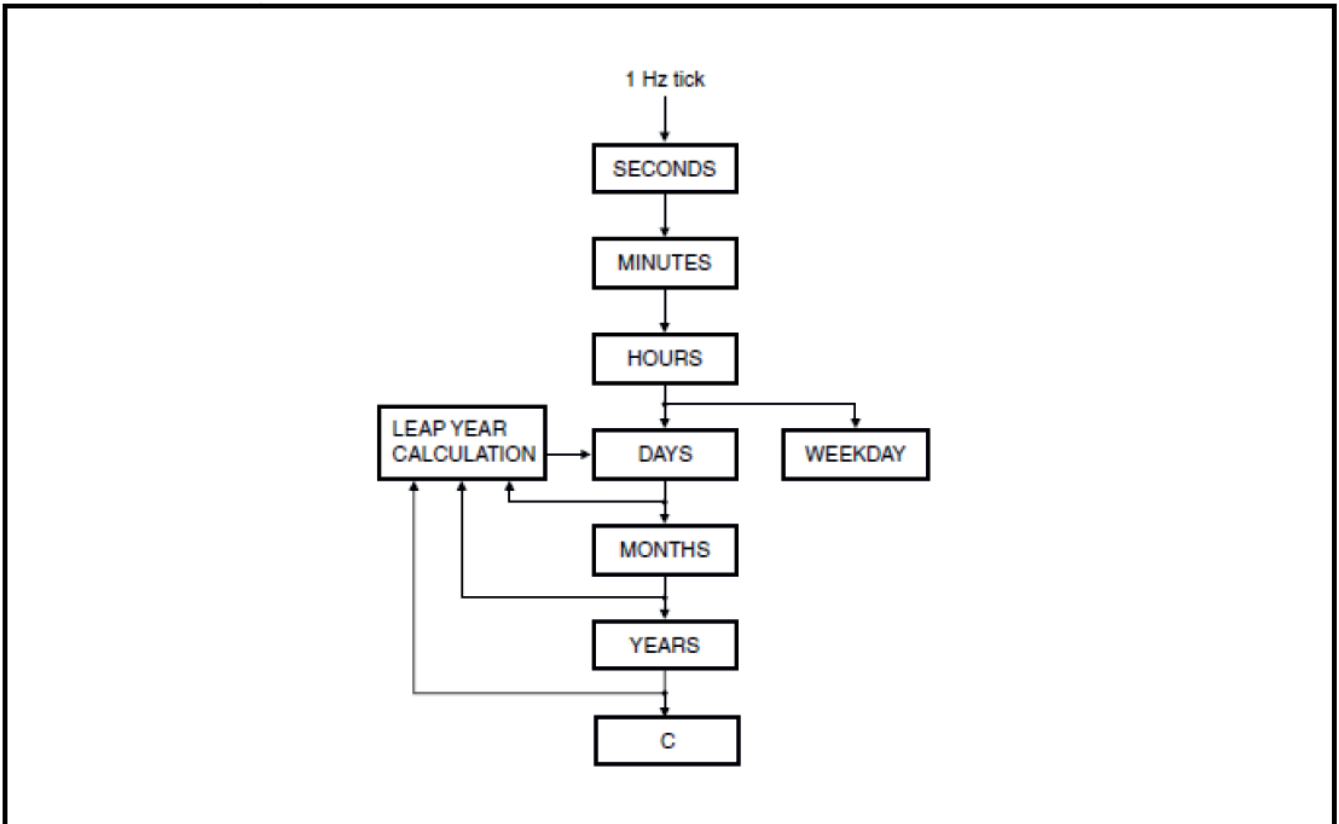 1 Hz tick
SECONDS
MINUTES
HOURS
LEAP YEAR
CALCULATION
DAYS
WEEKDAY
MONTHS
YEARS
C